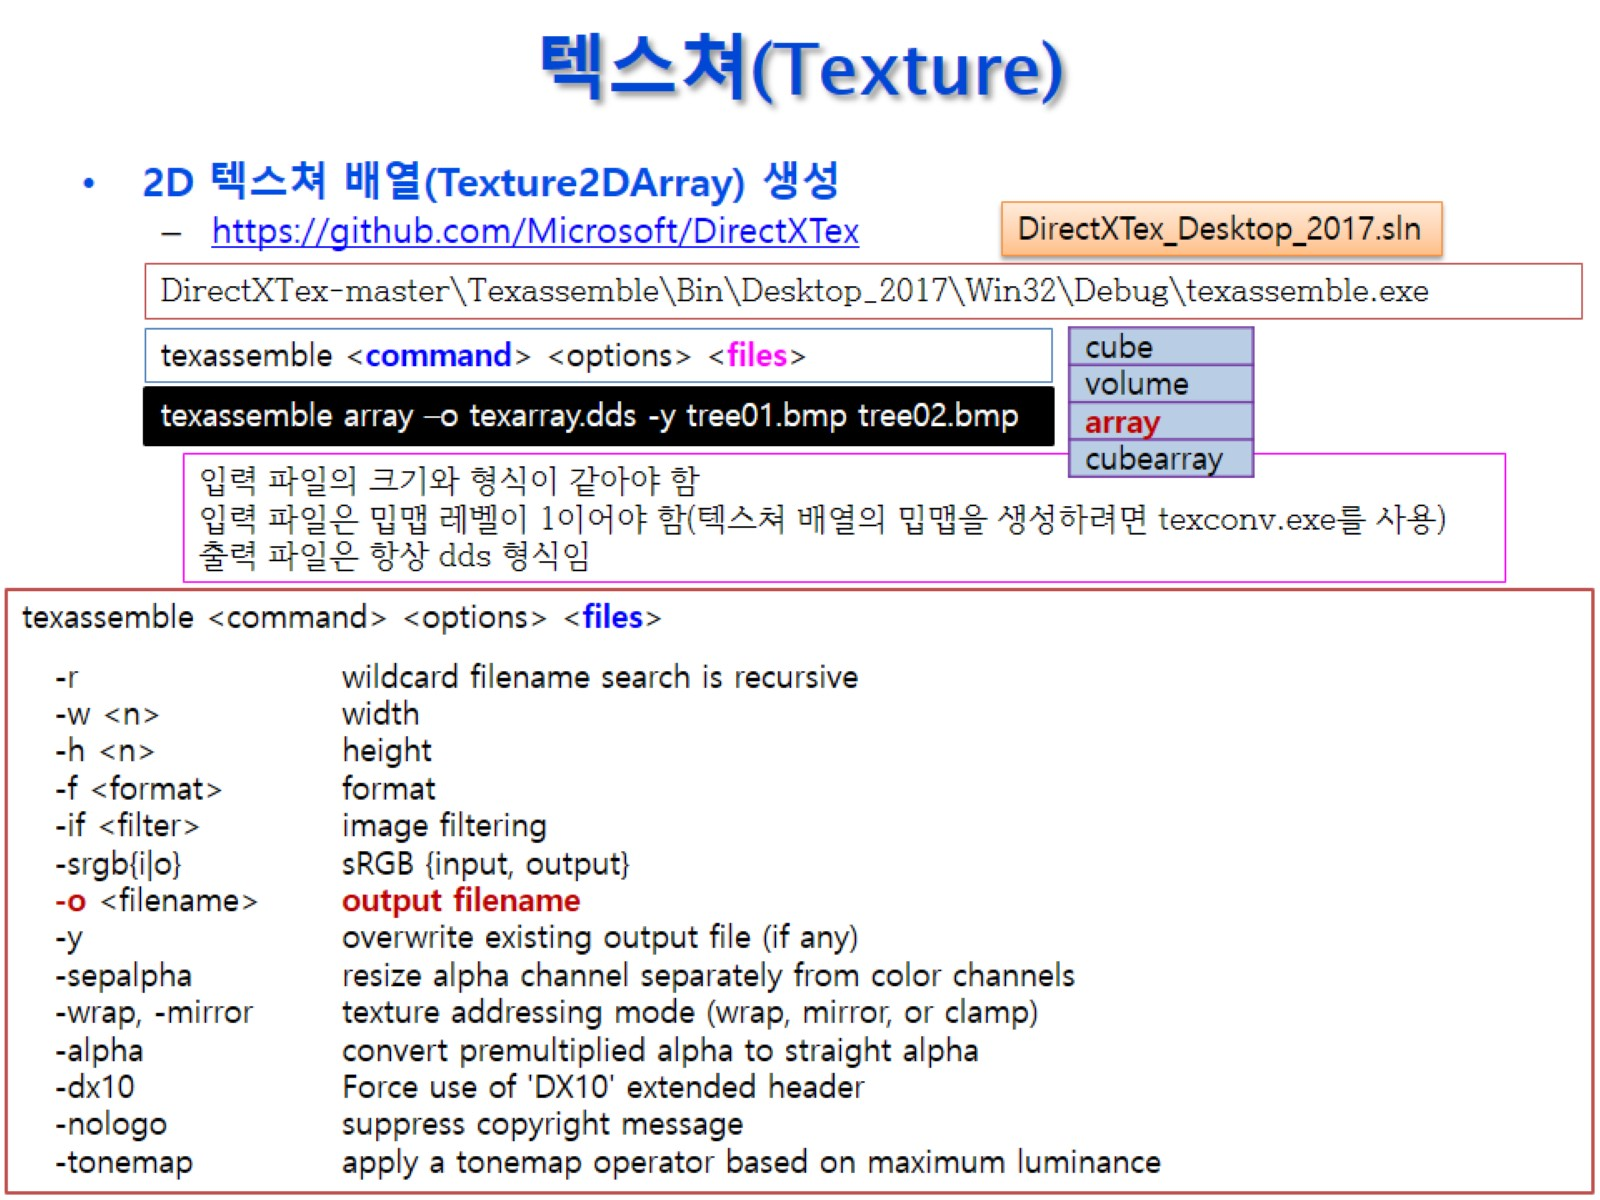 텍스쳐(Texture)
• 2D 텍스쳐 배열(Texture2DArray) 생성
– https://github.com/Microsoft/DirectXTex
DirectXTex_Desktop_2017.sln
DirectXTex-master\Texassemble\Bin\Desktop_2017\Win32\Debug\texassemble.exe
texassemble <command> <options> <files>
texassemble array –o texarray.dds -y tree01.bmp tree02.bmp
cube
volume
array
cubearray
입력 파일의 크기와 형식이 같아야 함
입력 파일은 밉맵 레벨이 1이어야 함(텍스쳐 배열의 밉맵을 생성하려면 texconv.exe를 사용)
출력 파일은 항상 dds 형식임
texassemble <command> <options> <files>
-r wildcard filename search is recursive
-w <n> width
-h <n> height
-f <format> format
-if <filter> image filtering
-srgb{i|o} sRGB {input, output}
-o <filename> output filename
-y overwrite existing output file (if any)
-sepalpha resize alpha channel separately from color channels
-wrap, -mirror texture addressing mode (wrap, mirror, or clamp)
-alpha convert premultiplied alpha to straight alpha
-dx10 Force use of 'DX10' extended header
-nologo suppress copyright message
-tonemap apply a tonemap operator based on maximum luminance